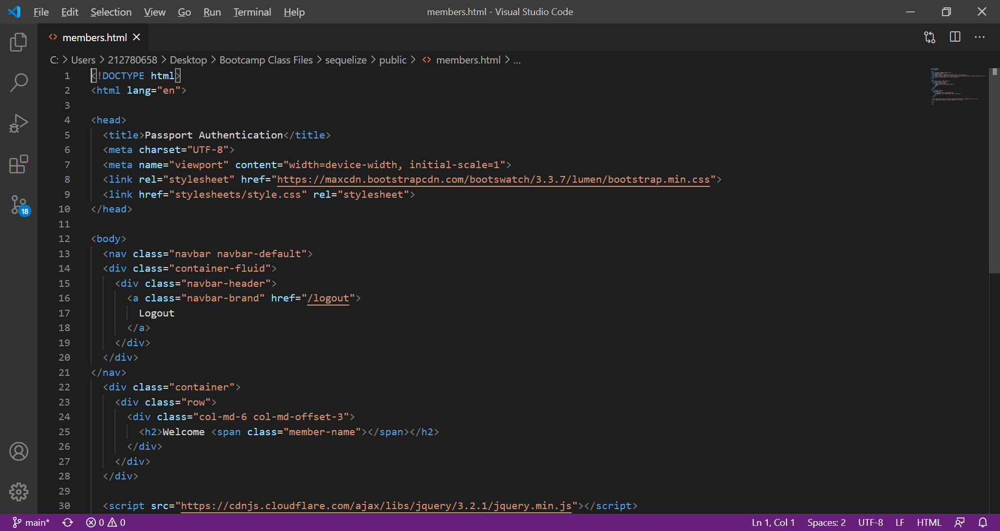 File Edit Selection View Go Run Terminal Help members.html - Visual Studio Code
members.html
C: > Users > 212780658 > Desktop > Bootcamp Class Files > sequelize > public > <> members.html > ...
1 <!DOCTYPE html>
2 <html lang="en">
3
4 <head>
5   <title>Passport Authentication</title>
6   <meta charset="UTF-8">
7   <meta name="viewport" content="width=device-width, initial-scale=1">
8   <link rel="stylesheet" href="https://maxcdn.bootstrapcdn.com/bootswatch/3.3.7/lumen/bootstrap.min.css">
9   <link href="stylesheets/style.css" rel="stylesheet">
10 </head>
11
12 <body>
13   <nav class="navbar navbar-default">
14   <div class="container-fluid">
15     <div class="navbar-header">
16       <a class="navbar-brand" href="/logout">
17         Logout
18       </a>
19     </div>
20   </div>
21 </nav>
22   <div class="container">
23     <div class="row">
24       <div class="col-md-6 col-md-offset-3">
25         <h2>Welcome <span class="member-name"></span></h2>
26       </div>
27     </div>
28   </div>
29
30   <script src="https://cdnjs.cloudflare.com/ajax/libs/jquery/3.2.1/jquery.min.js"></script>
18
main* 0 0 Ln 1, Col 1 Spaces: 2 UTF-8 LF HTML